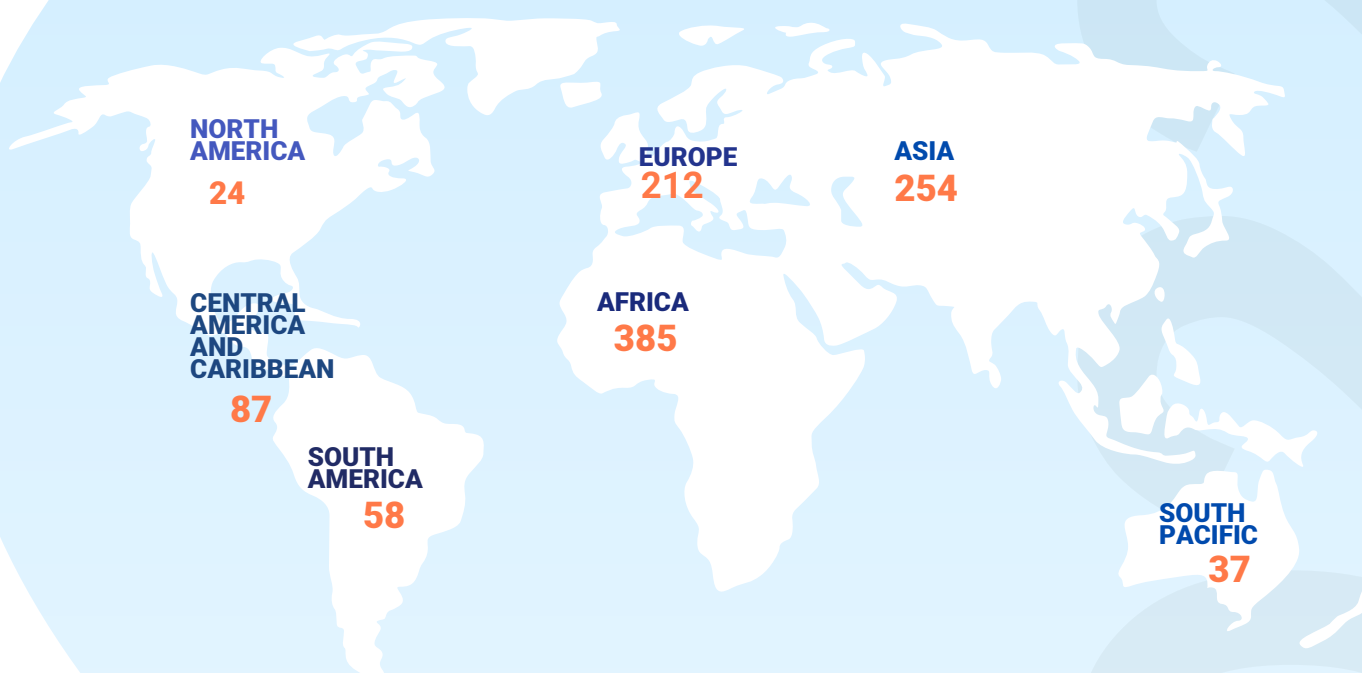 NORTH
AMERICA
24
EUROPE
212
ASIA
254
CENTRAL
AMERICA
AND
CARIBBEAN
87
AFRICA
385
SOUTH
AMERICA
58
SOUTH
PACIFIC
37